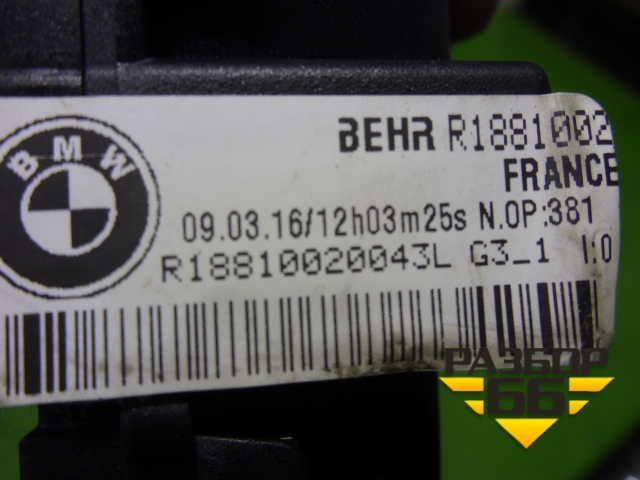 BMW
BEHR R1881002
FRANCE
09.03.16/12h03m25s N.OP:381
R18810020043L G3_1 I:0
РАЗБОР
66